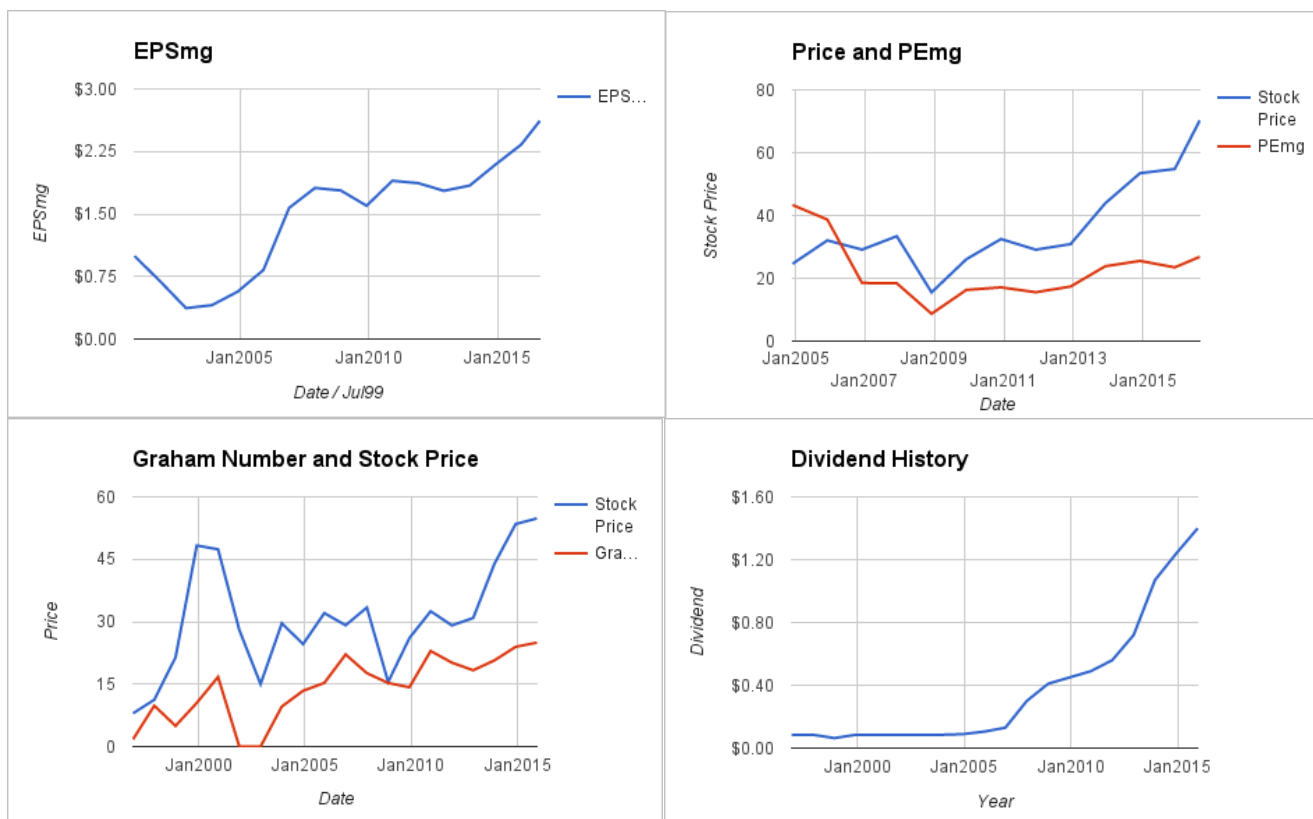 EPSmg
$3.00
$2.25
$1.50
$0.75
$0.00
EPSmg
EPS...
Jan2005
Jan2010
Jan2015
Date / Jul99
Price and PEmg
80
60
40
20
0
Stock Price
Stock
Price
PEmg
Jan2005
Jan2009
Jan2013
Jan2007
Jan2011
Jan2015
Date
Graham Number and Stock Price
60
45
30
15
0
Price
Stock
Price
Gra...
Jan2000
Jan2005
Jan2010
Jan2015
Date
Dividend History
$1.60
$1.20
$0.80
$0.40
$0.00
Dividend
Jan2000
Jan2005
Jan2010
Jan2015
Year